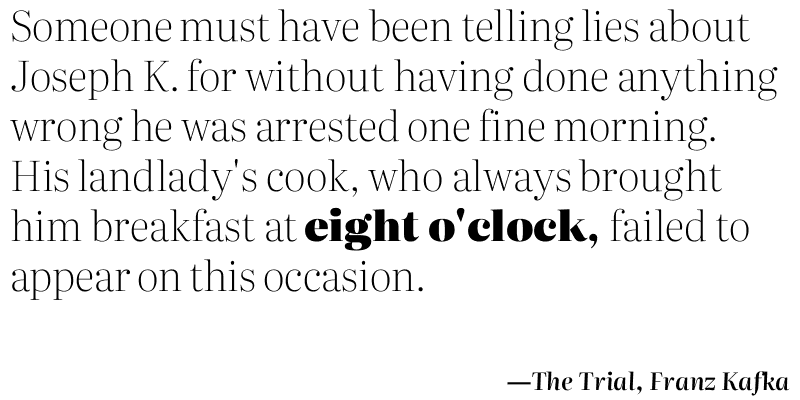 Someone must have been telling lies about
Joseph K. for without having done anything
wrong he was arrested one fine morning.
His landlady's cook, who always brought
him breakfast at eight o'clock, failed to
appear on this occasion.
—The Trial, Franz Kafka